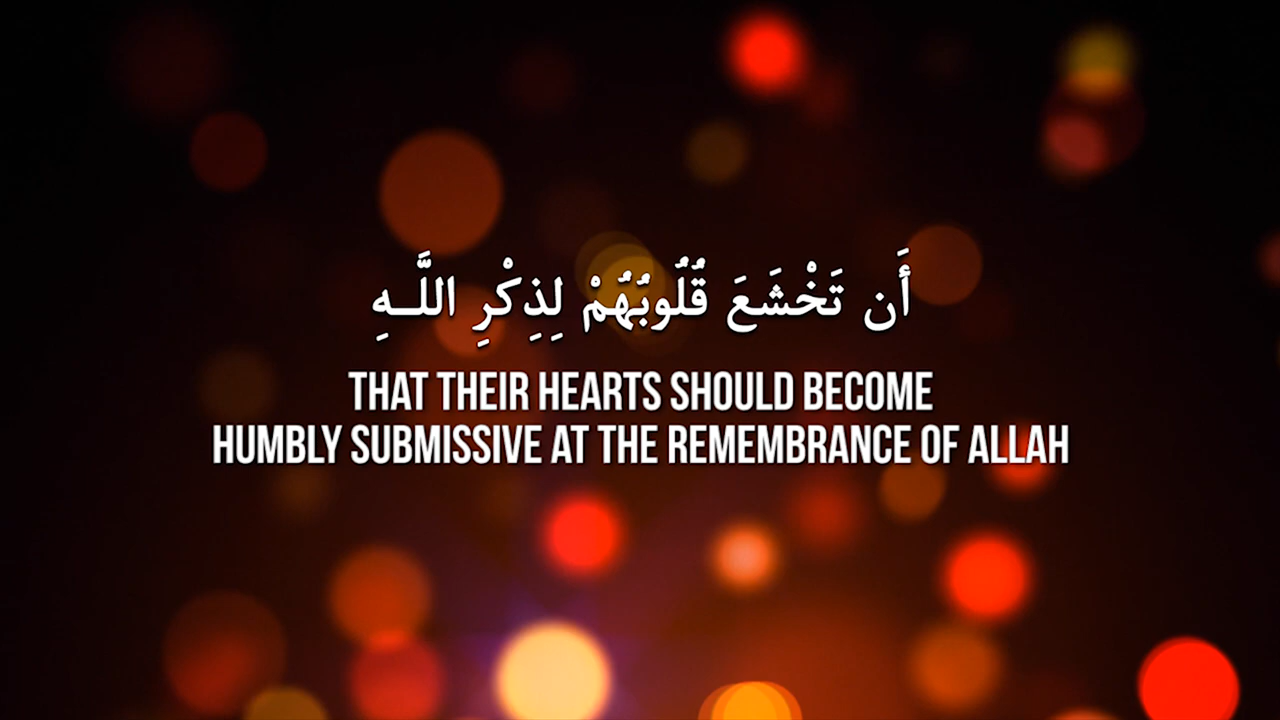 أَن تَخْشَعَ قُلُوبُهُمْ لِذِكْرِ اللَّـهِ
THAT THEIR HEARTS SHOULD BECOME
HUMBLY SUBMISSIVE AT THE REMEMBRANCE OF ALLAH